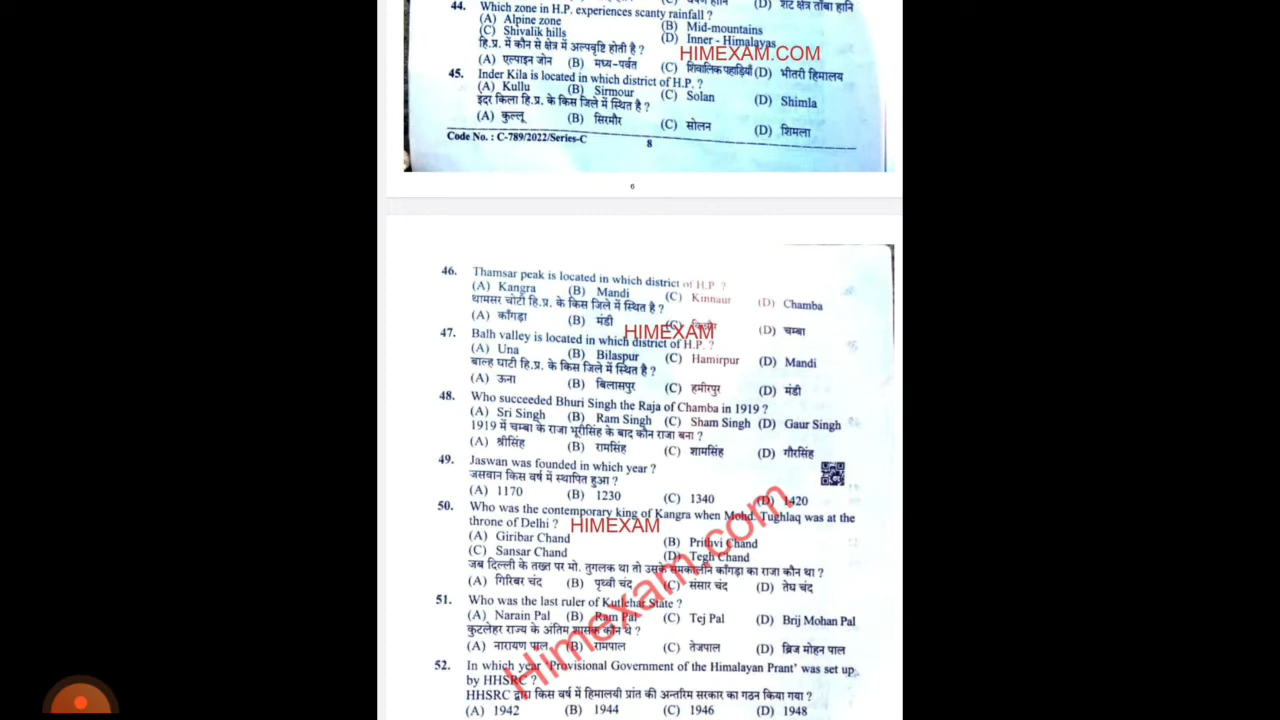 (D) शट क्षेत्र ताँबा हानि
44. Which zone in H.P. experiences scanty rainfall ?
(A) Alpine zone (B) Mid-mountains
(C) Shivalik hills (D) Inner - Himalayas
हि.प्र. में कौन से क्षेत्र में अल्पवृष्टि होती है ?
HIMEXAM.COM
(A) एल्पाइन जोन (B) मध्य-पर्वत (C) शिवालिक पहाड़ियाँ (D) भीतरी हिमालय
45. Inder Kila is located in which district of H.P. ?
(A) Kullu (B) Sirmour (C) Solan (D) Shimla
इंदर किला हि.प्र. के किस जिले में स्थित है ?
(A) कुल्लू (B) सिरमौर (C) सोलन (D) शिमला
Code No. : C-789/2022/Series-C 8
6
46. Thamsar peak is located in which district of H.P ?
(A) Kangra (B) Mandi (C) Kinnaur (D) Chamba
थामसर चोटी हि.प्र. के किस जिले में स्थित है ?
(A) काँगड़ा (B) मंडी (C) किन्नौर (D) चम्बा
HIMEXAM
47. Balh valley is located in which district of H.P. ?
(A) Una (B) Bilaspur (C) Hamirpur (D) Mandi
बाल्ह घाटी हि.प्र. के किस जिले में स्थित है ?
(A) ऊना (B) बिलासपुर (C) हमीरपुर (D) मंडी
48. Who succeeded Bhuri Singh the Raja of Chamba in 1919 ?
(A) Sri Singh (B) Ram Singh (C) Sham Singh (D) Gaur Singh
1919 में चम्बा के राजा भूरीसिंह के बाद कौन राजा बना ?
(A) श्रीसिंह (B) रामसिंह (C) शामसिंह (D) गौरसिंह
49. Jaswan was founded in which year ?
जसवान किस वर्ष में स्थापित हुआ ?
(A) 1170 (B) 1230 (C) 1340 (D) 1420
50. Who was the contemporary king of Kangra when Mohd. Tughlaq was at the
throne of Delhi ?
HIMEXAM
(A) Giribar Chand (B) Prithvi Chand
(C) Sansar Chand (D) Tegh Chand
जब दिल्ली के तख्त पर मो. तुगलक था तो उसके समकालीन काँगड़ा का राजा कौन था ?
(A) गिरिबर चंद (B) पृथ्वी चंद (C) संसार चंद (D) तेघ चंद
Himexam.com
51. Who was the last ruler of Kutlehar State ?
(A) Narain Pal (B) Ram Pal (C) Tej Pal (D) Brij Mohan Pal
कुटलेहर राज्य के अंतिम शासक कौन थे ?
(A) नारायण पाल (B) रामपाल (C) तेजपाल (D) ब्रिज मोहन पाल
52. In which year 'Provisional Government of the Himalayan Prant' was set up
by HHSRC ?
HHSRC द्वारा किस वर्ष में हिमालयी प्रांत की अन्तरिम सरकार का गठन किया गया ?
(A) 1942 (B) 1944 (C) 1946 (D) 1948